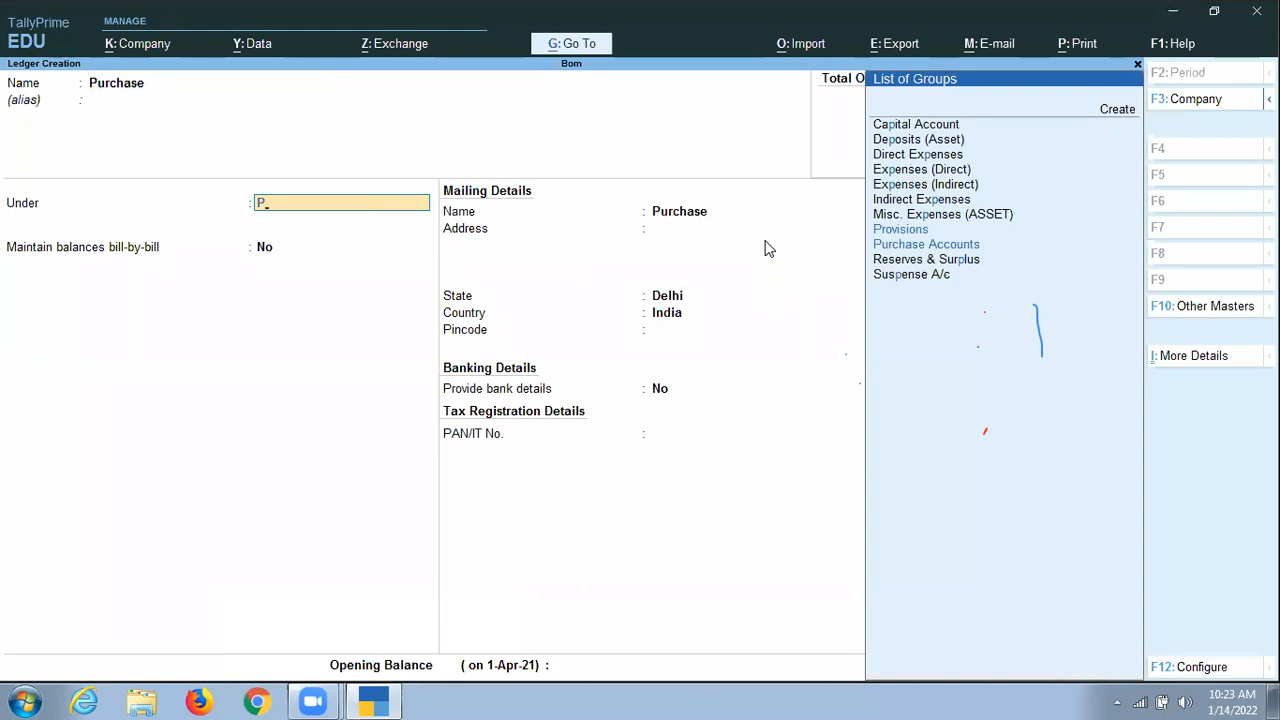 TallyPrime
EDU
MANAGE
K: Company
Y: Data
Z: Exchange
G: Go To
O: Import
E: Export
M: E-mail
P: Print
F1: Help
Ledger Creation
Bom
Name : Purchase
(alias) :
Total O
Under : P_
Maintain balances bill-by-bill : No
Mailing Details
Name : Purchase
Address :
State : Delhi
Country : India
Pincode :
Banking Details
Provide bank details : No
Tax Registration Details
PAN/IT No. :
Opening Balance ( on 1-Apr-21) :
List of Groups
Create
Capital Account
Deposits (Asset)
Direct Expenses
Expenses (Direct)
Expenses (Indirect)
Indirect Expenses
Misc. Expenses (ASSET)
Provisions
Purchase Accounts
Reserves & Surplus
Suspense A/c
F2: Period
F3: Company
F4
F5
F6
F7
F8
F9
F10: Other Masters
I: More Details
F12: Configure
10:23 AM
1/14/2022